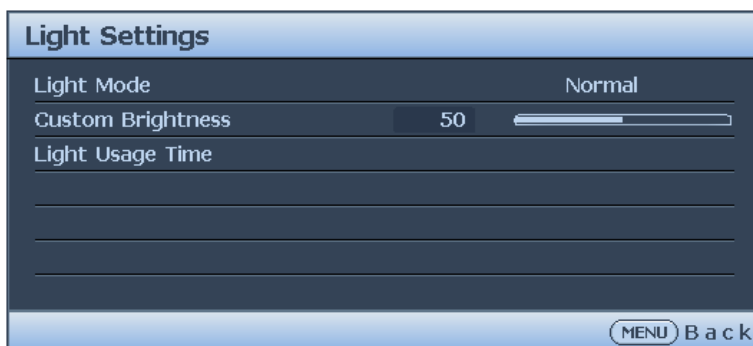 Light Settings
Light Mode Normal
Custom Brightness 50
Light Usage Time
MENU Back